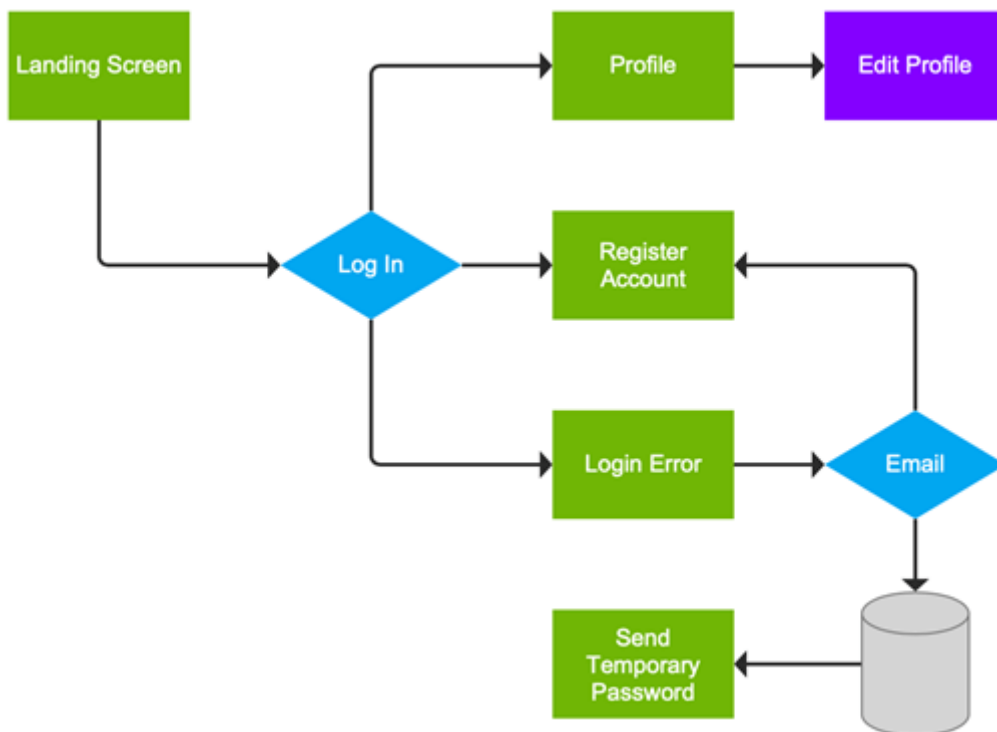 Landing Screen
Profile
Edit Profile
Log In
Register
Account
Login Error
Email
Send
Temporary
Password